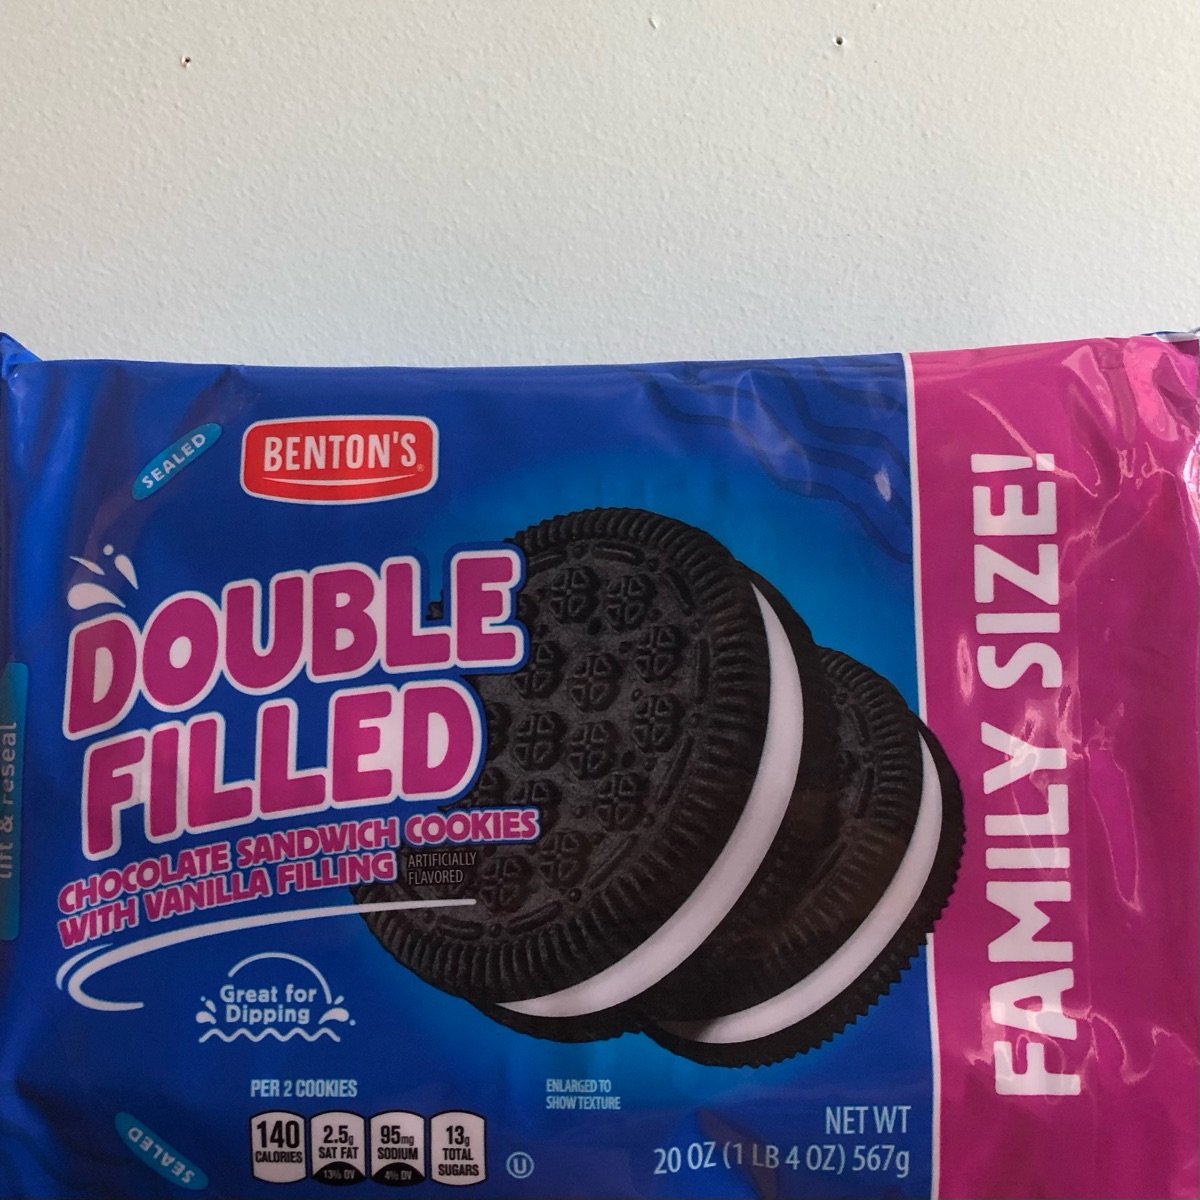 SEALED
BENTON'S®
DOUBLE
FILLED
CHOCOLATE SANDWICH COOKIES
WITH VANILLA FILLING
ARTIFICIALLY
FLAVORED
Great for
Dipping
lift & reseal
FAMILY SIZE!
PER 2 COOKIES
140
CALORIES
2.5g
SAT FAT
13% DV
95mg
SODIUM
4% DV
13g
TOTAL
SUGARS
U
ENLARGED TO
SHOW TEXTURE
NET WT
20 OZ (1 LB 4 OZ) 567g
SEALED